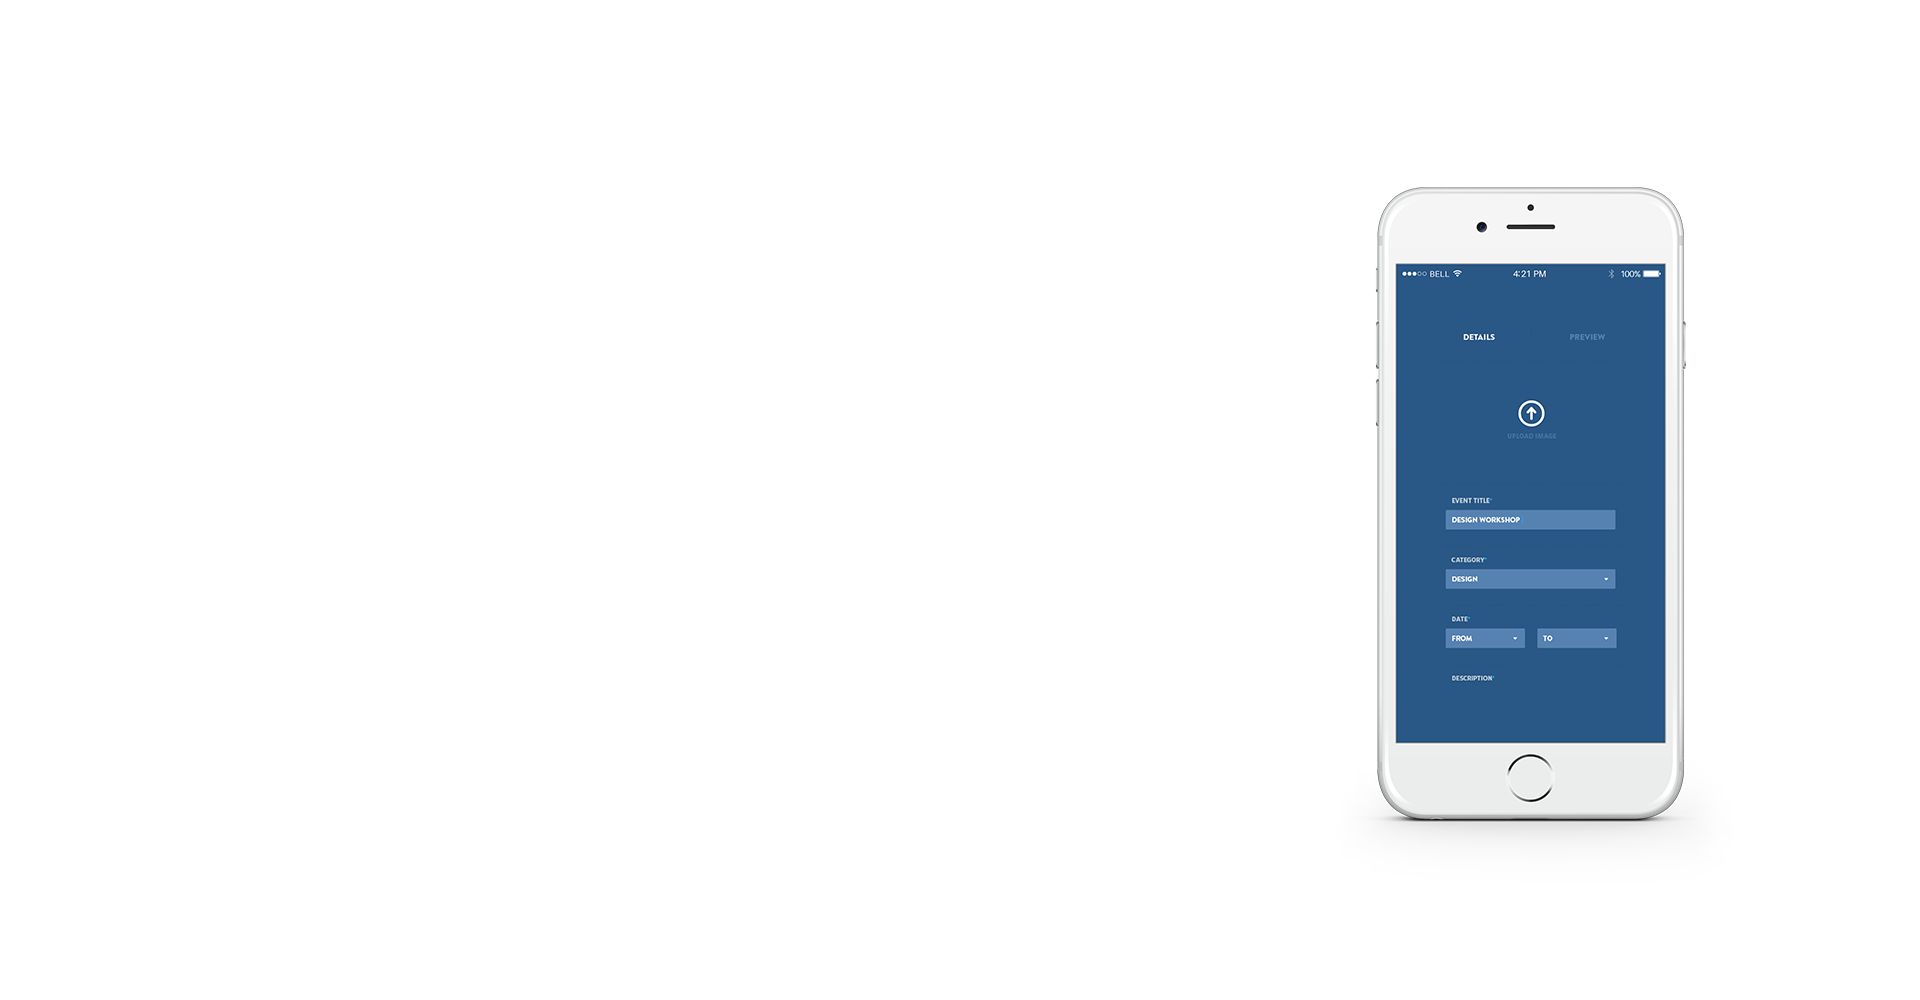 BELL 4:21 PM 100%
DETAILS PREVIEW
UPLOAD IMAGE
EVENT TITLE*
DESIGN WORKSHOP
CATEGORY*
DESIGN
DATE*
FROM TO
DESCRIPTION*